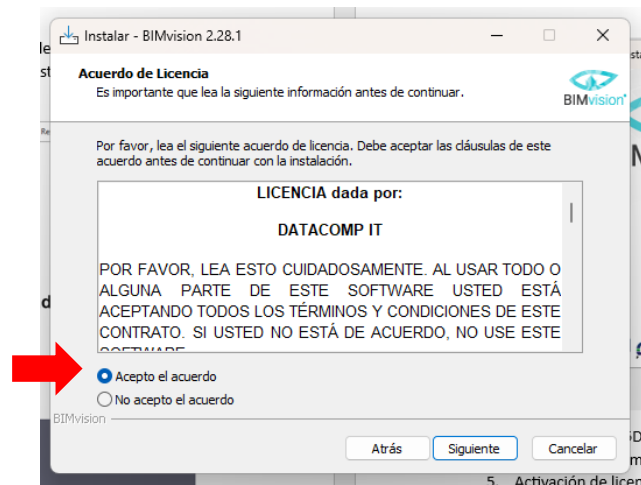 Instalar - BIMvision 2.28.1
Acuerdo de Licencia
Es importante que lea la siguiente información antes de continuar.
BIMvision
Por favor, lea el siguiente acuerdo de licencia. Debe aceptar las cláusulas de este
acuerdo antes de continuar con la instalación.
LICENCIA dada por:
DATACOMP IT
POR FAVOR, LEA ESTO CUIDADOSAMENTE. AL USAR TODO O
ALGUNA PARTE DE ESTE SOFTWARE USTED ESTÁ
ACEPTANDO TODOS LOS TÉRMINOS Y CONDICIONES DE ESTE
CONTRATO. SI USTED NO ESTÁ DE ACUERDO, NO USE ESTE
Acepto el acuerdo
No acepto el acuerdo
BIMvision
Atrás Siguiente Cancelar
5. Activación de licen